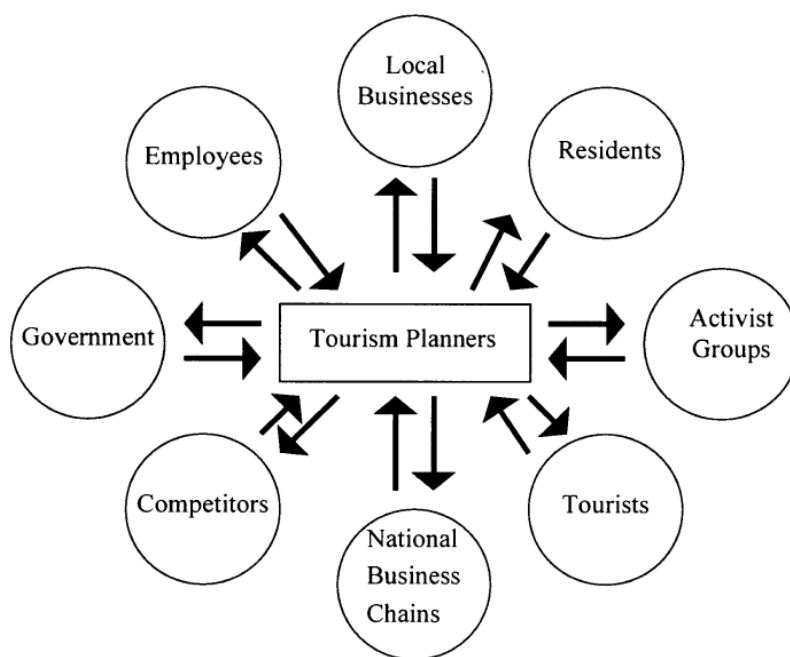 Local
Businesses
Employees
Residents
Government
Tourism Planners
Activist
Groups
Competitors
Tourists
National
Business
Chains